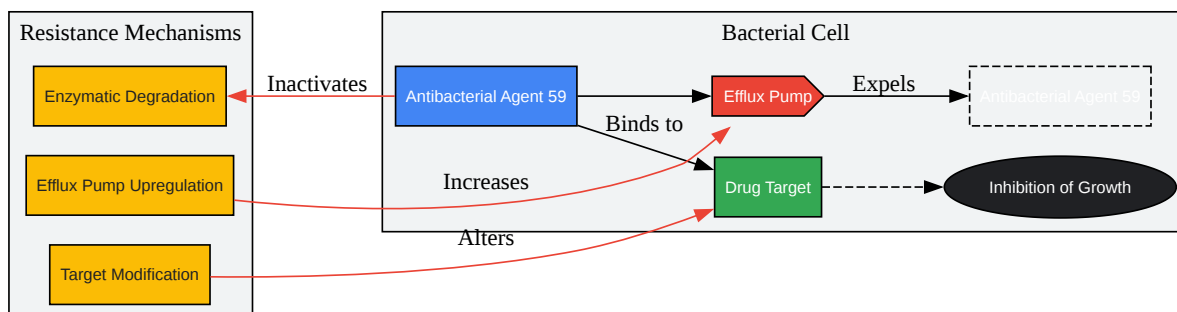 Resistance Mechanisms
Enzymatic Degradation
Efflux Pump Upregulation
Target Modification
Inactivates
Increases
Alters
Bacterial Cell
Antibacterial Agent 59
Binds to
Efflux Pump
Expels
Antibacterial Agent 59
Drug Target
Inhibition of Growth